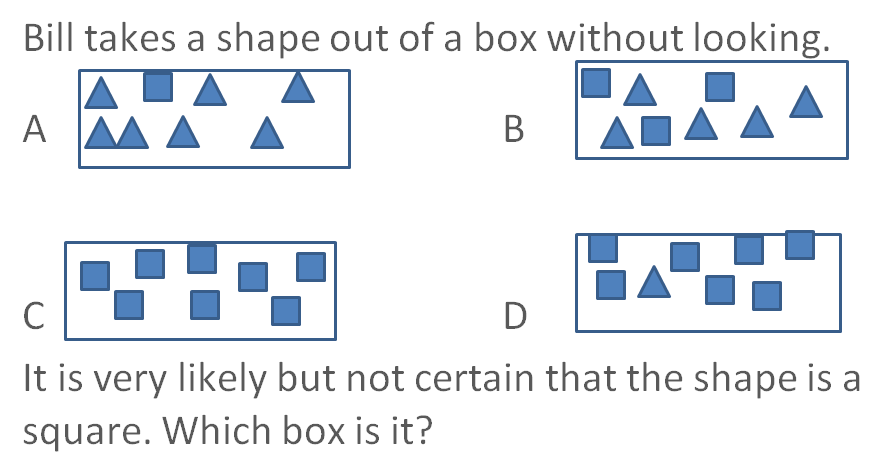 Bill takes a shape out of a box without looking.
A
B
C
D
It is very likely but not certain that the shape is a
square. Which box is it?